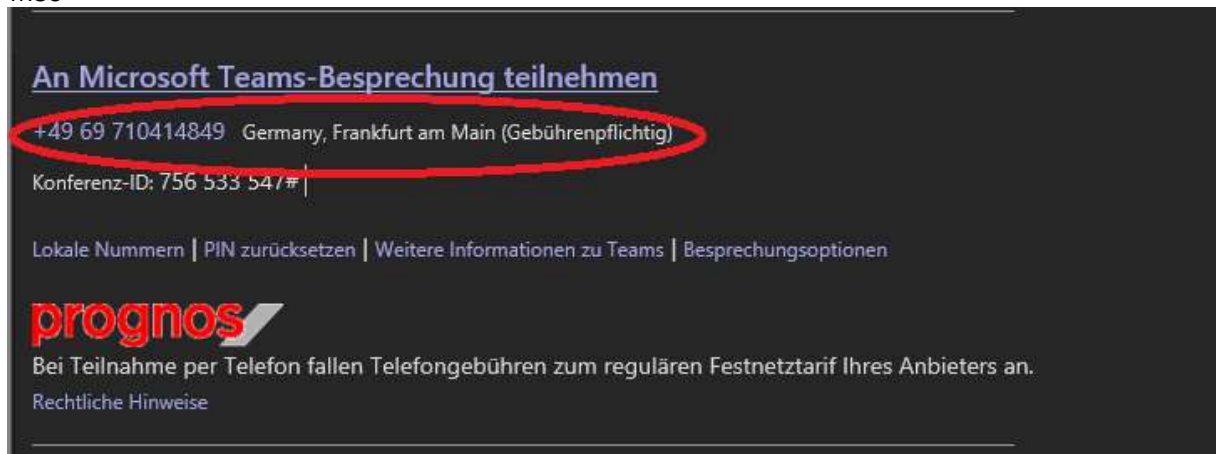 An Microsoft Teams-Besprechung teilnehmen
+49 69 710414849 Germany, Frankfurt am Main (Gebührenpflichtig)
Konferenz-ID: 756 533 547#
Lokale Nummern | PIN zurücksetzen | Weitere Informationen zu Teams | Besprechungsoptionen
prognos
Bei Teilnahme per Telefon fallen Telefongebühren zum regulären Festnetztarif Ihres Anbieters an.
Rechtliche Hinweise